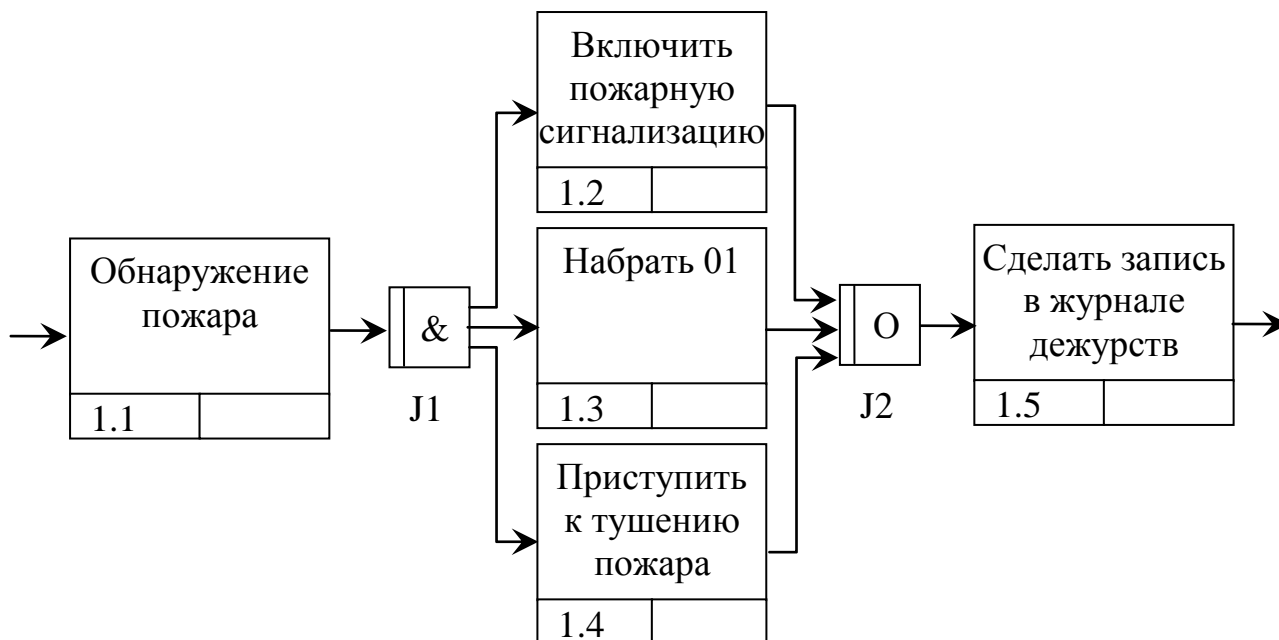 Включить
пожарную
сигнализацию
1.2
Обнаружение
пожара
1.1
&
J1
Набрать 01
1.3
Приступить
к тушению
пожара
1.4
O
J2
Сделать запись
в журнале
дежурств
1.5